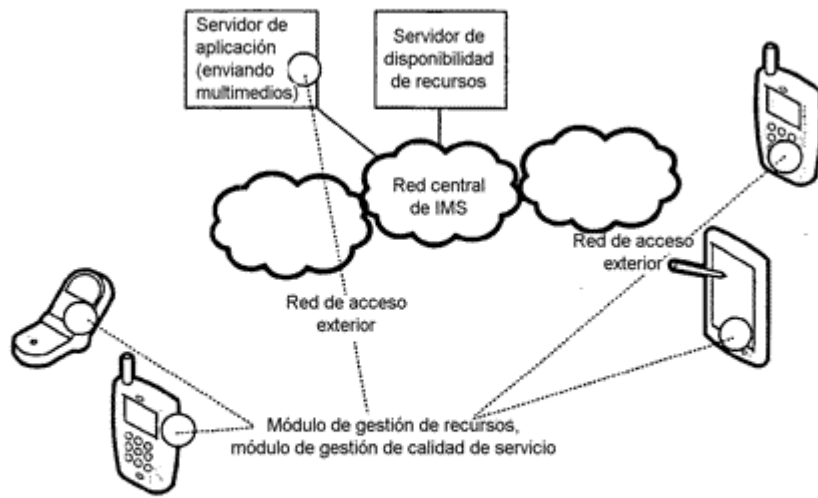 Servidor de
aplicación
(enviando
multimedios)
Servidor de
disponibilidad
de recursos
Red central
de IMS
Red de acceso
exterior
Red de acceso
exterior
Módulo de gestión de recursos,
módulo de gestión de calidad de servicio